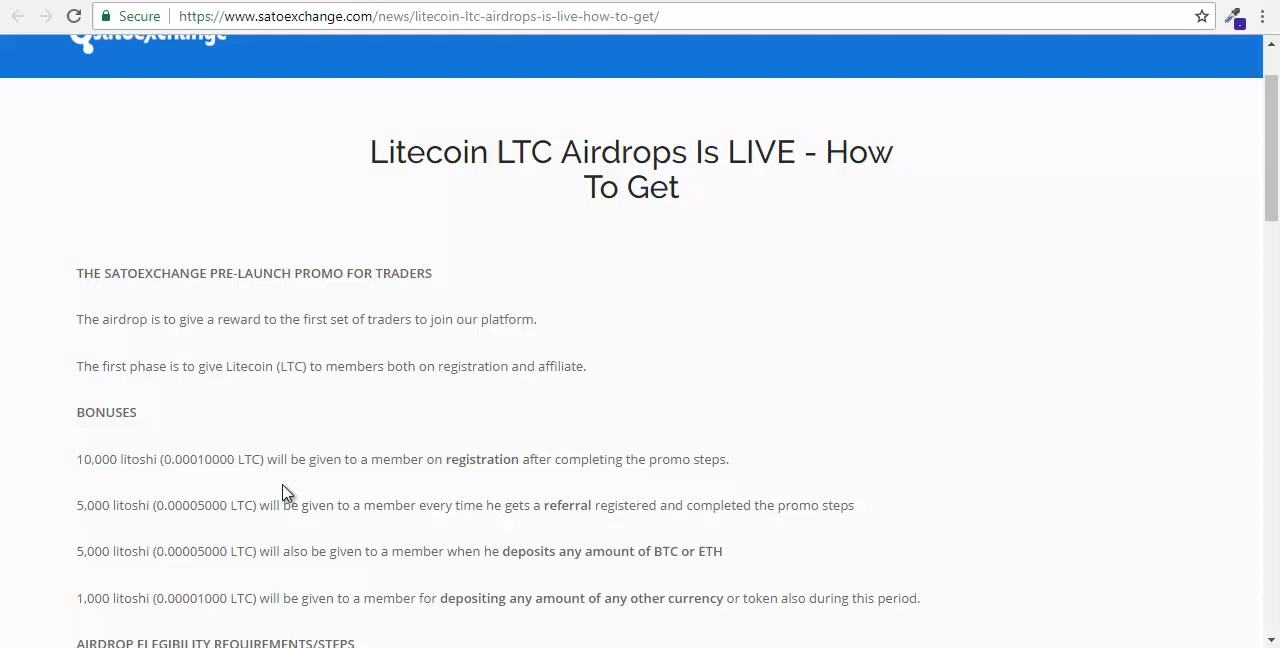 Secure https://www.satoexchange.com/news/litecoin-ltc-airdrops-is-live-how-to-get/
satoexchange
Litecoin LTC Airdrops Is LIVE - How
To Get
THE SATOEXCHANGE PRE-LAUNCH PROMO FOR TRADERS
The airdrop is to give a reward to the first set of traders to join our platform.
The first phase is to give Litecoin (LTC) to members both on registration and affiliate.
BONUSES
10,000 litoshi (0.00010000 LTC) will be given to a member on registration after completing the promo steps.
5,000 litoshi (0.00005000 LTC) will be given to a member every time he gets a referral registered and completed the promo steps
5,000 litoshi (0.00005000 LTC) will also be given to a member when he deposits any amount of BTC or ETH
1,000 litoshi (0.00001000 LTC) will be given to a member for depositing any amount of any other currency or token also during this period.
AIRDROP ELEGIBILITY REQUIREMENTS/STEPS